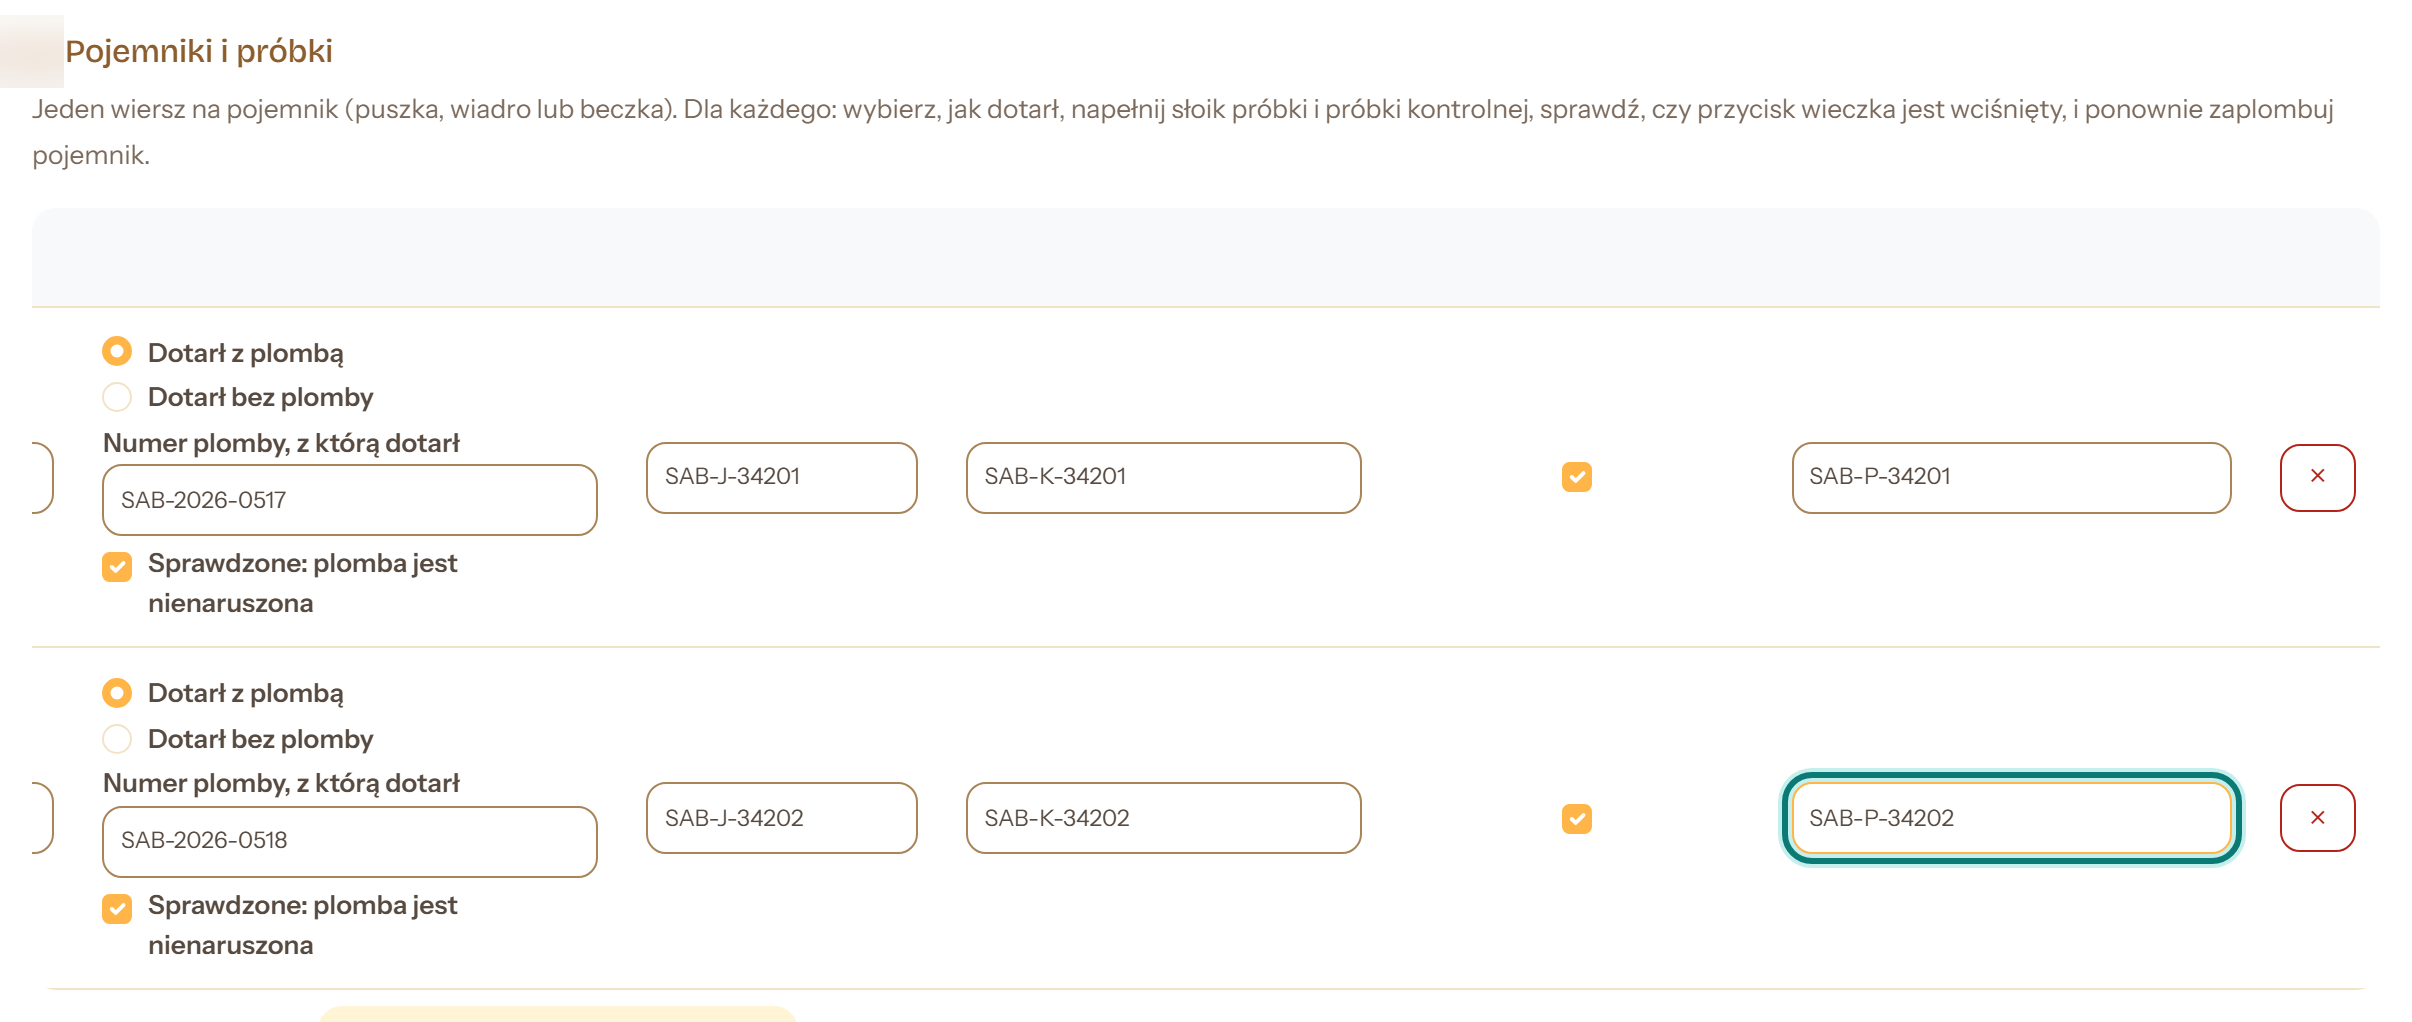 Pojemniki i próbki
Jeden wiersz na pojemnik (puszka, wiadro lub beczka). Dla każdego: wybierz, jak dotarł, napełnij słoik próbki i próbki kontrolnej, sprawdź, czy przycisk wieczka jest wciśnięty, i ponownie zaplombuj
pojemnik.
Dotarł z plombą
Dotarł bez plomby
Numer plomby, z którą dotarł
SAB-2026-0517
SAB-J-34201
SAB-K-34201
SAB-P-34201
Sprawdzone: plomba jest
nienaruszona
Dotarł z plombą
Dotarł bez plomby
Numer plomby, z którą dotarł
SAB-2026-0518
SAB-J-34202
SAB-K-34202
SAB-P-34202
Sprawdzone: plomba jest
nienaruszona